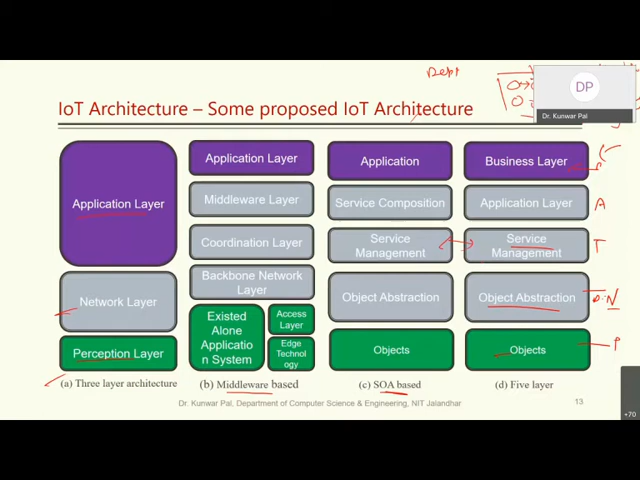 Dept
DP
Dr. Kunwar Pal
IoT Architecture – Some proposed IoT Architecture
Application Layer
Network Layer
Perception Layer
(a) Three layer architecture
Application Layer
Middleware Layer
Coordination Layer
Backbone Network
Layer
Existed
Alone
Applicatio
n System
Access
Layer
Edge
Technol
ogy
(b) Middleware based
Application
Service Composition
Service
Management
Object Abstraction
Objects
(c) SOA based
Business Layer
Application Layer
Service
Management
Object Abstraction
Objects
(d) Five layer
A
T
N
P
Dr. Kunwar Pal, Department of Computer Science & Engineering, NIT Jalandhar
13
+70